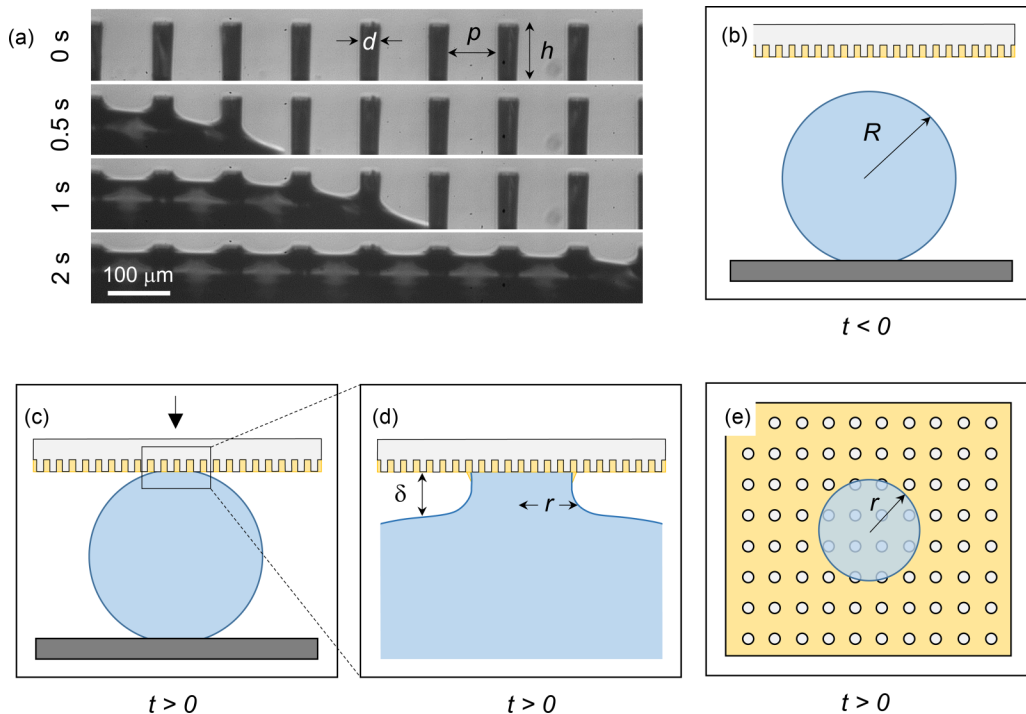 (a)
0 s
d
p
h
0.5 s
1 s
2 s
100 μm
(b)
R
t < 0
(c)
t > 0
(d)
δ
r
t > 0
(e)
r
t > 0